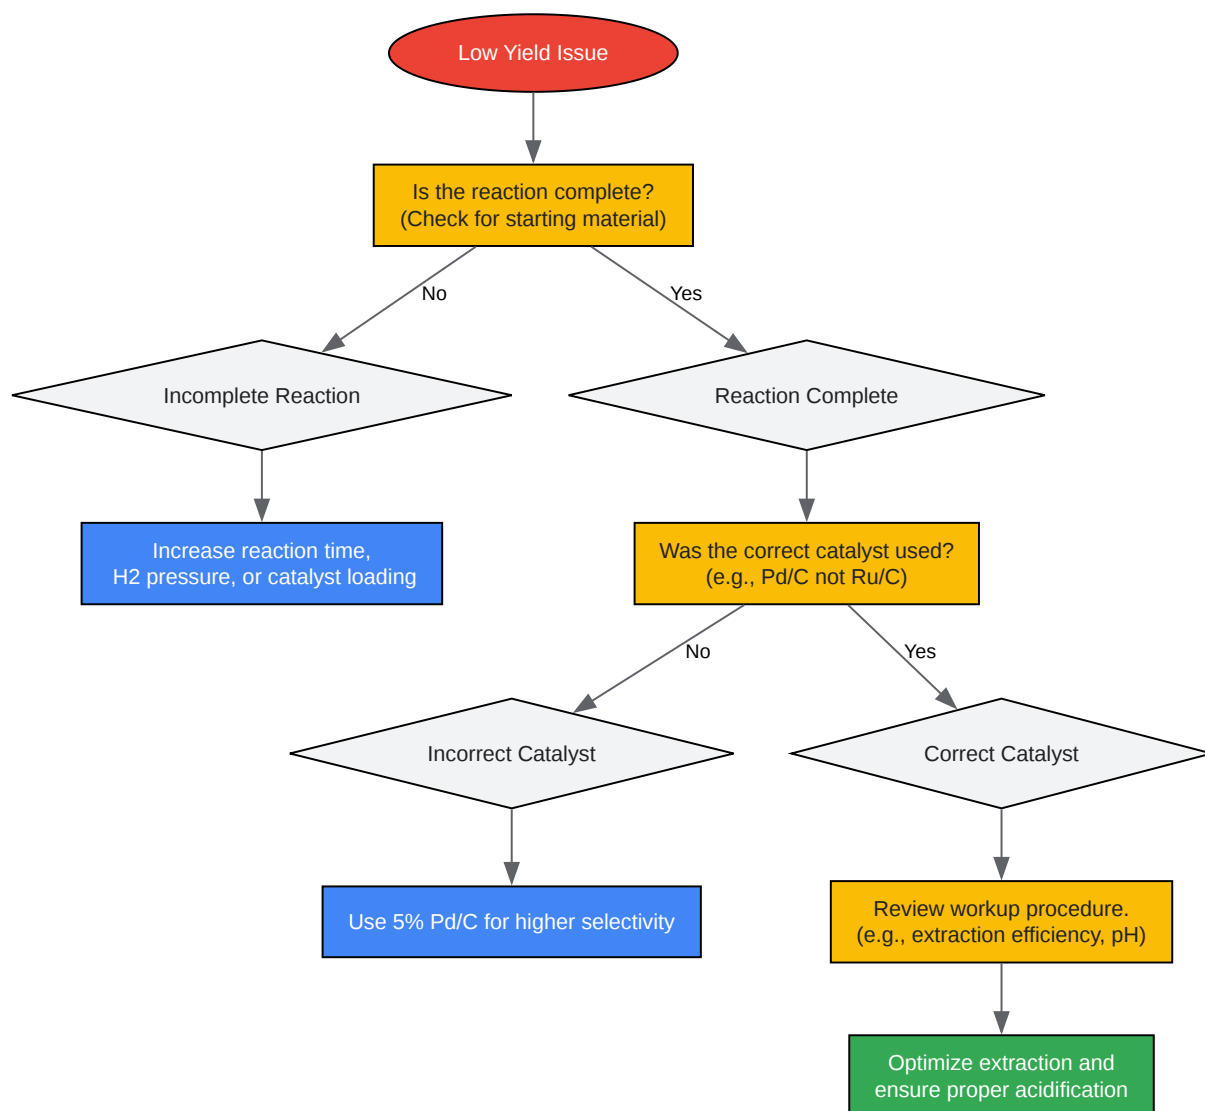 Low Yield Issue
Is the reaction complete?
(Check for starting material)
No
Yes
Incomplete Reaction
Reaction Complete
Increase reaction time,
H2 pressure, or catalyst loading
Was the correct catalyst used?
(e.g., Pd/C not Ru/C)
No
Yes
Incorrect Catalyst
Correct Catalyst
Use 5% Pd/C for higher selectivity
Review workup procedure.
(e.g., extraction efficiency, pH)
Optimize extraction and
ensure proper acidification